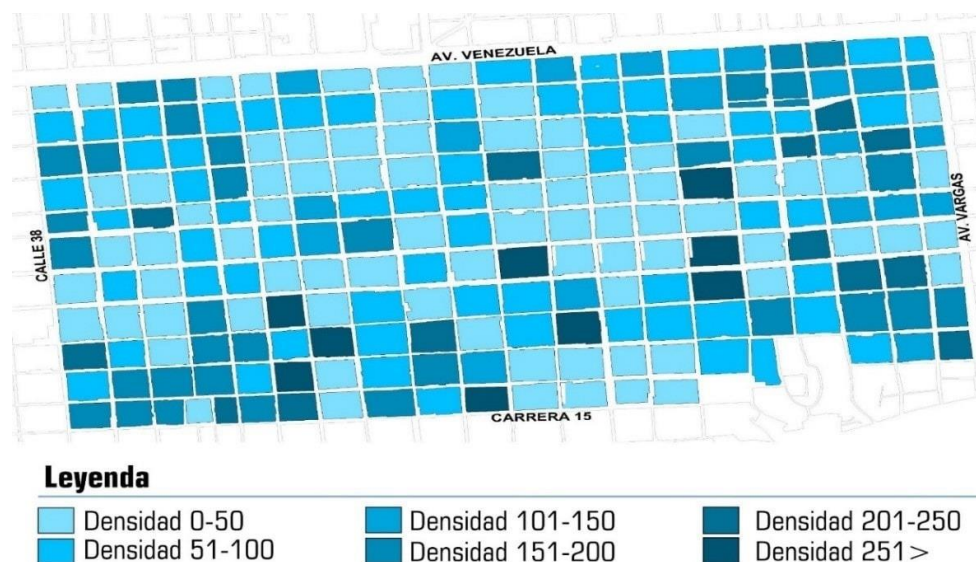 AV. VENEZUELA
CALLE 38
AV. VARGAS
CARRERA 15
Leyenda
Densidad 0-50
Densidad 101-150
Densidad 201-250
Densidad 51-100
Densidad 151-200
Densidad 251>